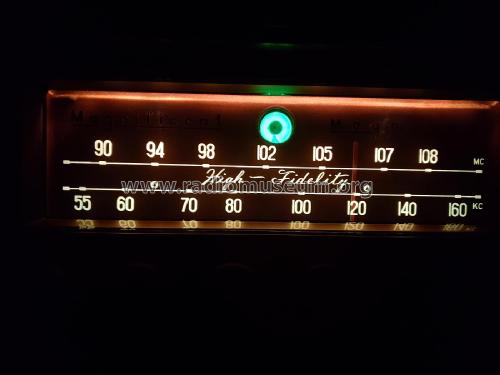 Magnificent
90 94 98 102 105 107 108 MC
High - Fidelity
www.radiomuseum.org
55 60 70 80 100 120 140 160 KC